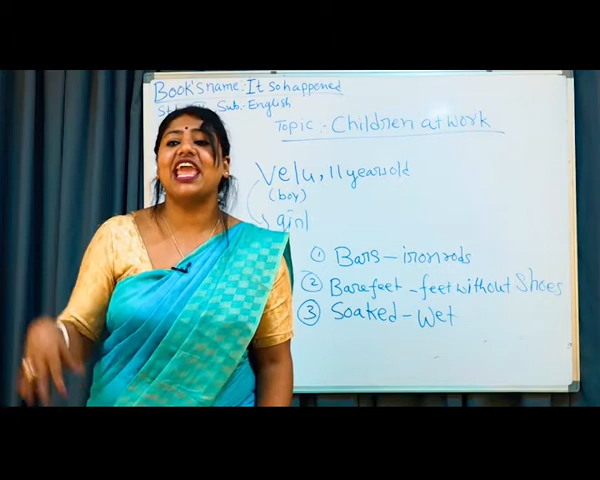 Book's name:- It so happened
Sub:- English
Topic:- Children at work
Velu, 11 years old
(boy)
girl
① Bars - iron rods
② Barefeet - feet without Shoes
③ Soaked - Wet